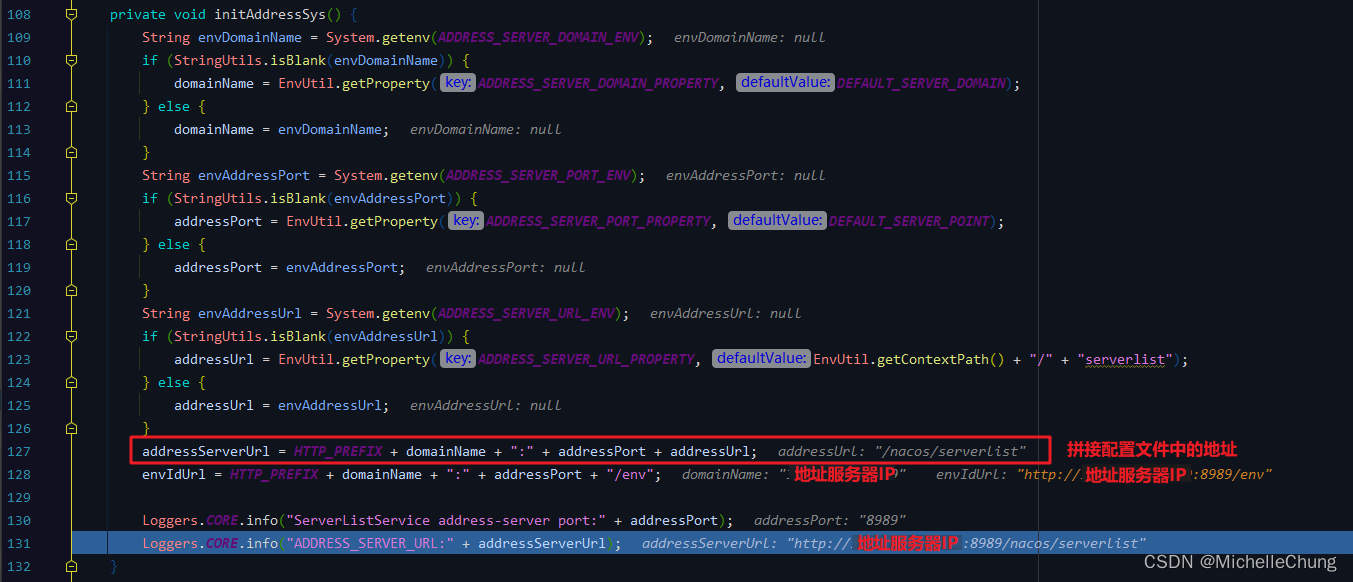 108 private void initAddressSys() {
109 String envDomainName = System.getenv(ADDRESS_SERVER_DOMAIN_ENV); envDomainName: null
110 if (StringUtils.isBlank(envDomainName)) {
111 domainName = EnvUtil.getProperty( key: ADDRESS_SERVER_DOMAIN_PROPERTY, defaultValue: DEFAULT_SERVER_DOMAIN);
112 } else {
113 domainName = envDomainName; envDomainName: null
114 }
115 String envAddressPort = System.getenv(ADDRESS_SERVER_PORT_ENV); envAddressPort: null
116 if (StringUtils.isBlank(envAddressPort)) {
117 addressPort = EnvUtil.getProperty( key: ADDRESS_SERVER_PORT_PROPERTY, defaultValue: DEFAULT_SERVER_POINT);
118 } else {
119 addressPort = envAddressPort; envAddressPort: null
120 }
121 String envAddressUrl = System.getenv(ADDRESS_SERVER_URL_ENV); envAddressUrl: null
122 if (StringUtils.isBlank(envAddressUrl)) {
123 addressUrl = EnvUtil.getProperty( key: ADDRESS_SERVER_URL_PROPERTY, defaultValue: EnvUtil.getContextPath() + "/" + "serverlist");
124 } else {
125 addressUrl = envAddressUrl; envAddressUrl: null
126 }
127 addressServerUrl = HTTP_PREFIX + domainName + ":" + addressPort + addressUrl; addressUrl: "/nacos/serverlist" 拼接配置文件中的地址
128 envIdUrl = HTTP_PREFIX + domainName + ":" + addressPort + "/env"; domainName: "地址服务器IP" envIdUrl: "http://地址服务器IP:8989/env"
129
130 Loggers.CORE.info("ServerListService address-server port:" + addressPort); addressPort: "8989"
131 Loggers.CORE.info("ADDRESS_SERVER_URL:" + addressServerUrl); addressServerUrl: "http://地址服务器IP:8989/nacos/serverlist"
132 }
CSDN @MichelleChung